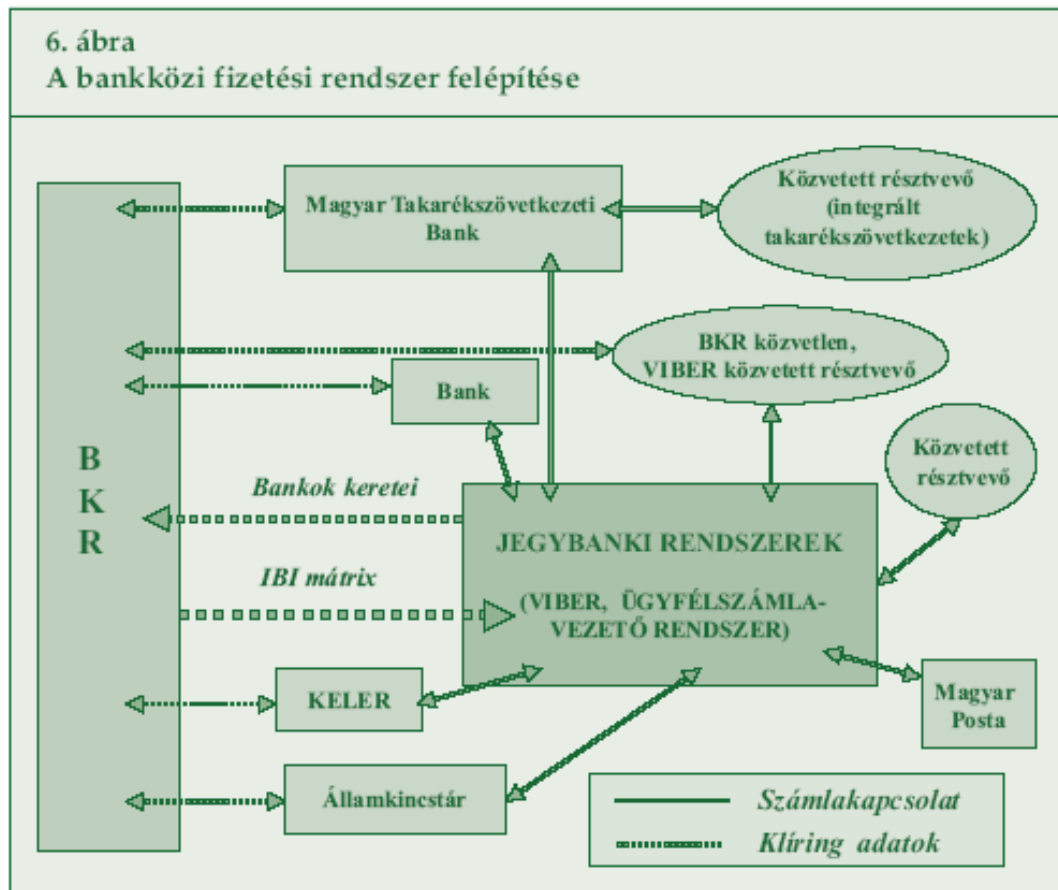 6. ábra
A bankközi fizetési rendszer felépítése
Magyar Takarékszövetkezeti
Bank
Közvetett résztvevő
(integrált
takarékszövetkezetek)
BKR közvetlen,
VIBER közvetett résztvevő
Bank
Közvetett
résztvevő
B
K
R
Bankok keretei
JEGYBANKI RENDSZEREK
IBI mátrix
(VIBER, ÜGYFÉLSZÁMLA-
VEZETŐ RENDSZER)
KELER
Magyar
Posta
Államkincstár
Számlakapcsolat
Klíring adatok